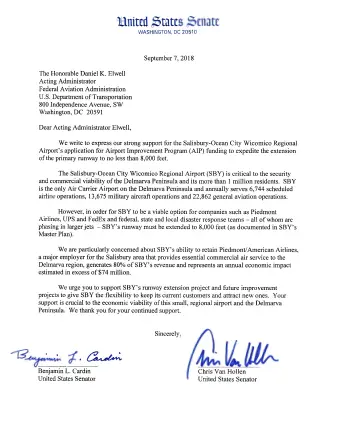 United States Senate
WASHINGTON, DC 20510
September 7, 2018
The Honorable Daniel K. Elwell
Acting Administrator
Federal Aviation Administration
U.S. Department of Transportation
800 Independence Avenue, SW
Washington, DC 20591
Dear Acting Administrator Elwell,
We write to express our strong support for the Salisbury-Ocean City Wicomico Regional
Airport's application for Airport Improvement Program (AIP) funding to expedite the extension
of the primary runway to no less than 8,000 feet.
The Salisbury-Ocean City Wicomico Regional Airport (SBY) is critical to the security
and commercial viability of the Delmarva Peninsula and its more than 1 million residents. SBY
is the only Air Carrier Airport on the Delmarva Peninsula and annually serves 6,744 scheduled
airline operations, 13,675 military aircraft operations and 22,862 general aviation operations.
However, in order for SBY to be a viable option for companies such as Piedmont
Airlines, UPS and FedEx and federal, state and local disaster response teams – all of whom are
phasing in larger jets – SBY's runway must be extended to 8,000 feet (as documented in SBY's
Master Plan).
We are particularly concerned about SBY's ability to retain Piedmont/American Airlines,
a major employer for the Salisbury area that provides essential commercial air service to the
Delmarva region, generates 80% of SBY's revenue and represents an annual economic impact
estimated in excess of $74 million.
We urge you to support SBY's runway extension project and future improvement
projects to give SBY the flexibility to keep its current customers and attract new ones. Your
support is crucial to the economic viability of this small, regional airport and the Delmarva
Peninsula. We thank you for your continued support.
Sincerely,
Benjamin L. Cardin
Chris Van Hollen
Benjamin L. Cardin
United States Senator
Chris Van Hollen
United States Senator